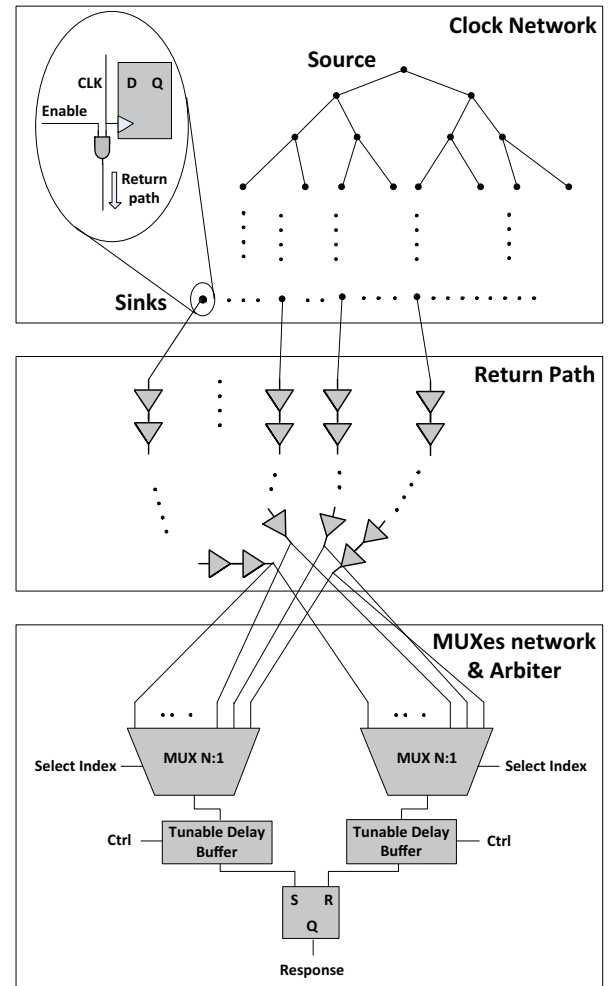 Clock Network
Source
CLK
D Q
Enable
Return
path
Sinks
Return Path
MUXes network
& Arbiter
MUX N:1
MUX N:1
Select Index
Select Index
Tunable Delay
Buffer
Tunable Delay
Buffer
Ctrl
Ctrl
S R
Q
Response